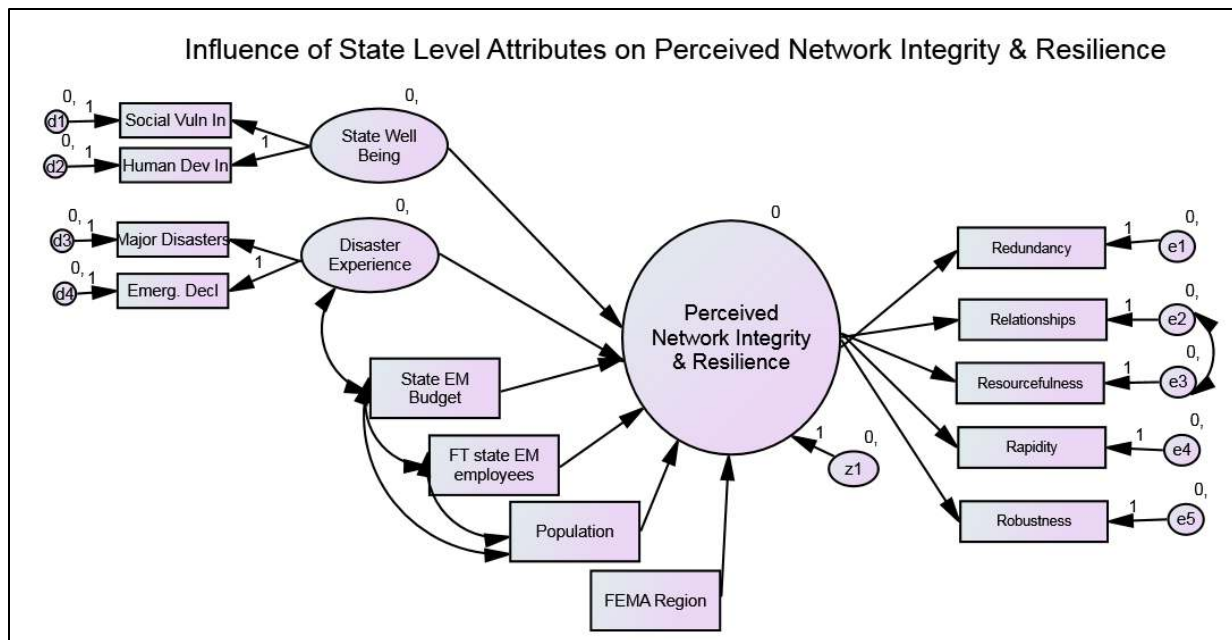 Influence of State Level Attributes on Perceived Network Integrity & Resilience
0,
d1
1
Social Vuln In
0,
d2
1
Human Dev In
0,
State Well
Being
1
0,
d3
1
Major Disasters
0,
d4
1
Emerg. Decl
0,
Disaster
Experience
1
State EM
Budget
FT state EM
employees
Population
FEMA Region
0
Perceived
Network Integrity
& Resilience
1
0,
z1
Redundancy
1
0,
e1
Relationships
1
0,
e2
Resourcefulness
1
0,
e3
Rapidity
1
0,
e4
Robustness
1
0,
e5